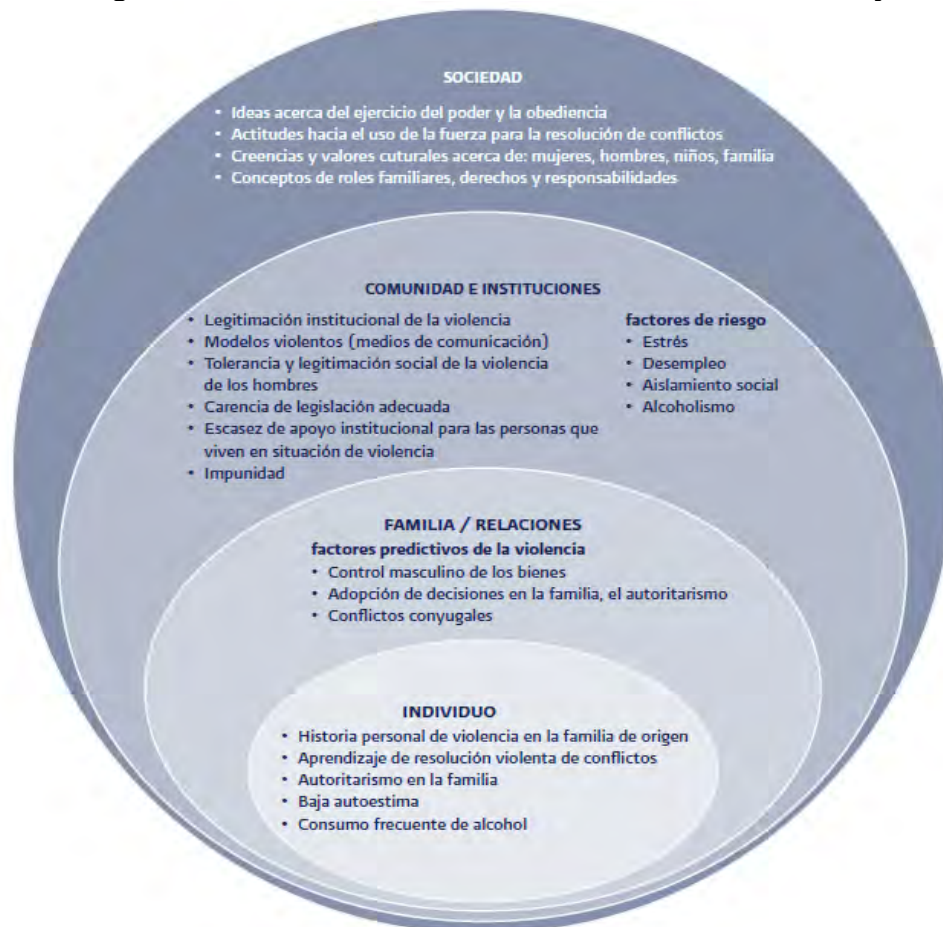 SOCIEDAD
• Ideas acerca del ejercicio del poder y la obediencia
• Actitudes hacia el uso de la fuerza para la resolución de conflictos
• Creencias y valores cuturales acerca de: mujeres, hombres, niños, familia
• Conceptos de roles familiares, derechos y responsabilidades
COMUNIDAD E INSTITUCIONES
• Legitimación institucional de la violencia
• Modelos violentos (medios de comunicación)
• Tolerancia y legitimación social de la violencia
de los hombres
• Carencia de legislación adecuada
• Escasez de apoyo institucional para las personas que
viven en situación de violencia
• Impunidad
factores de riesgo
• Estrés
• Desempleo
• Aislamiento social
• Alcoholismo
FAMILIA / RELACIONES
factores predictivos de la violencia
• Control masculino de los bienes
• Adopción de decisiones en la familia, el autoritarismo
• Conflictos conyugales
INDIVIDUO
• Historia personal de violencia en la familia de origen
• Aprendizaje de resolución violenta de conflictos
• Autoritarismo en la familia
• Baja autoestima
• Consumo frecuente de alcohol